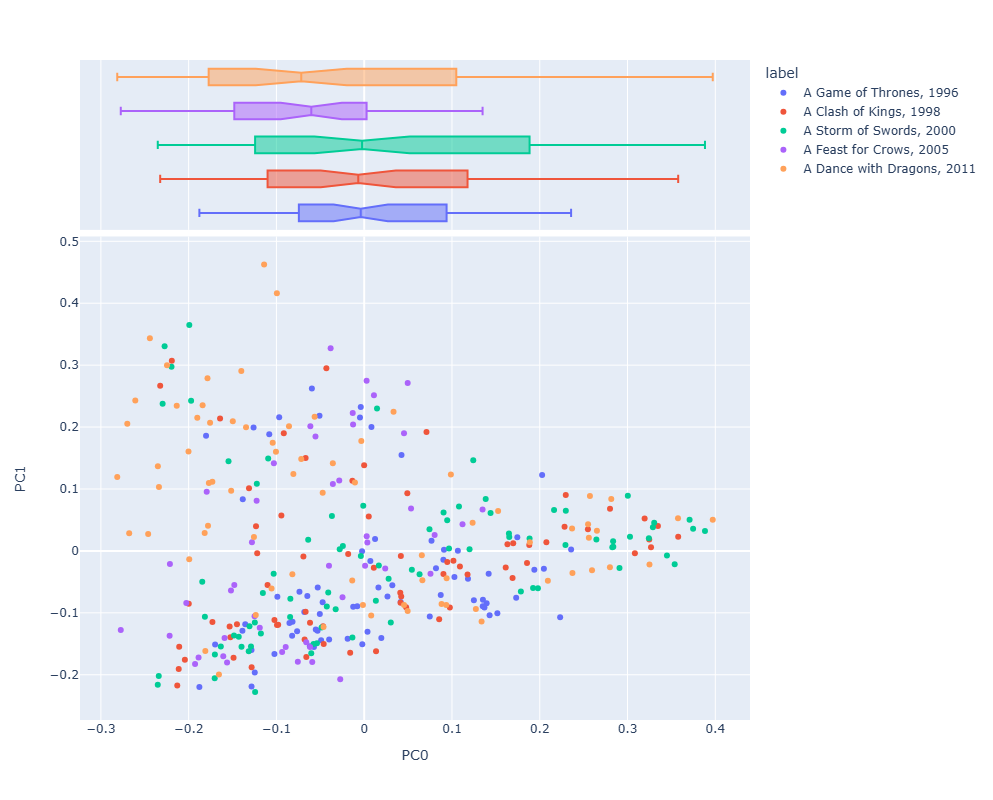 label
A Game of Thrones, 1996
A Clash of Kings, 1998
A Storm of Swords, 2000
A Feast for Crows, 2005
A Dance with Dragons, 2011
0.5
0.4
0.3
0.2
0.1
0
−0.1
−0.2
PC1
−0.3
−0.2
−0.1
0
0.1
0.2
0.3
0.4
PC0